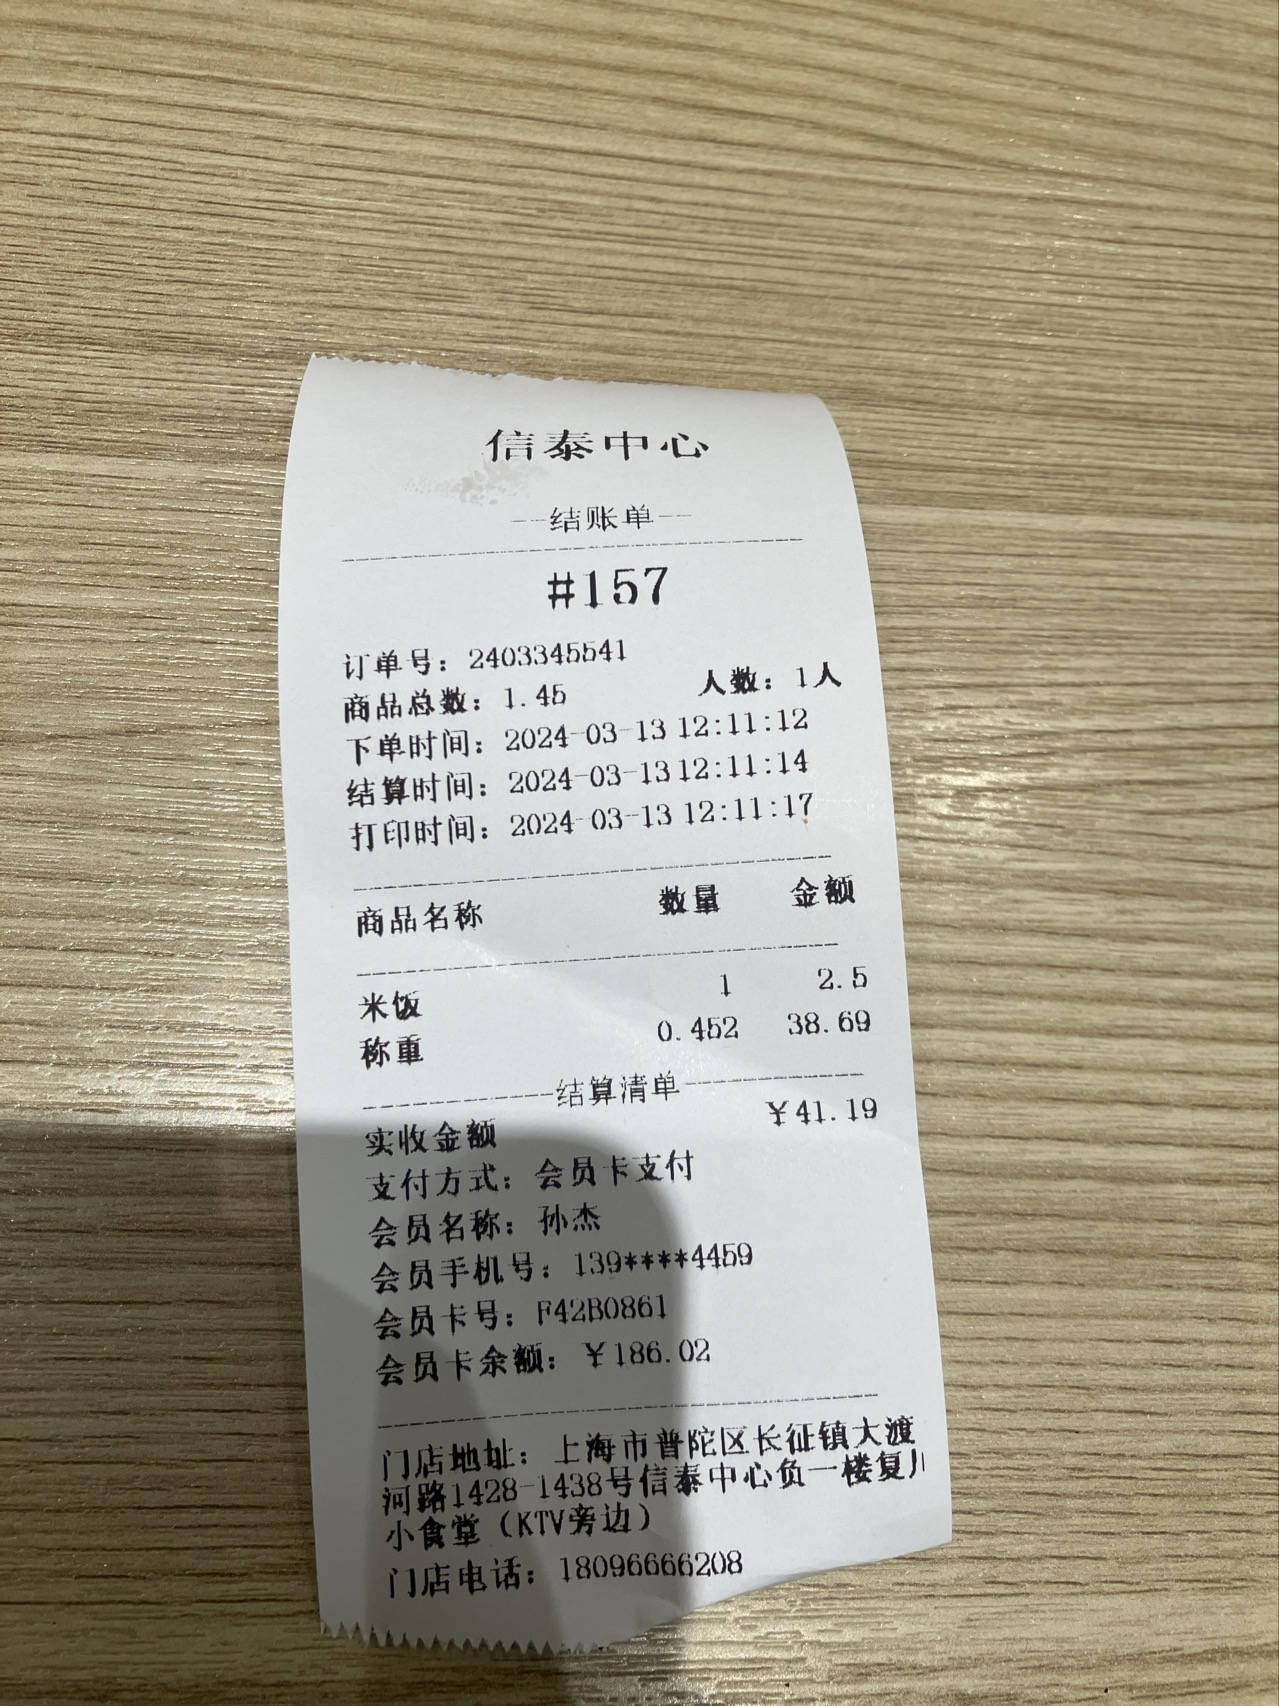 信泰中心
--结账单--
#157
订单号：2403345541
商品总数：1.45 人数：1人
下单时间：2024-03-13 12:11:12
结算时间：2024-03-13 12:11:14
打印时间：2024-03-13 12:11:17
商品名称 数量 金额
米饭 1 2.5
称重 0.452 38.69
结算清单
实收金额 ￥41.19
支付方式：会员卡支付
会员名称：孙杰
会员手机号：139****4459
会员卡号：F42B0861
会员卡余额：￥186.02
门店地址：上海市普陀区长征镇大渡
河路1428-1438号信泰中心负一楼复
小食堂（KTV旁边）
门店电话：18096666208